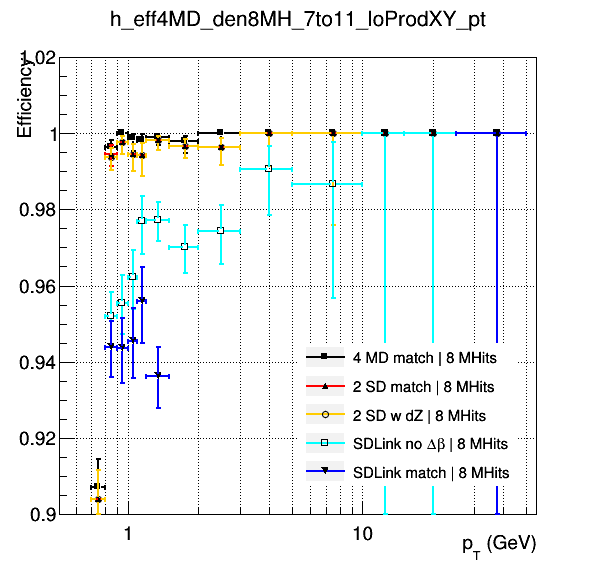 h_eff4MD_den8MH_7to11_loProdXY_pt
Efficiency
1.02
1
0.98
0.96
0.94
0.92
0.9
4 MD match | 8 MHits
2 SD match | 8 MHits
2 SD w dZ | 8 MHits
SDLink no Δβ | 8 MHits
SDLink match | 8 MHits
1
10
p_T (GeV)